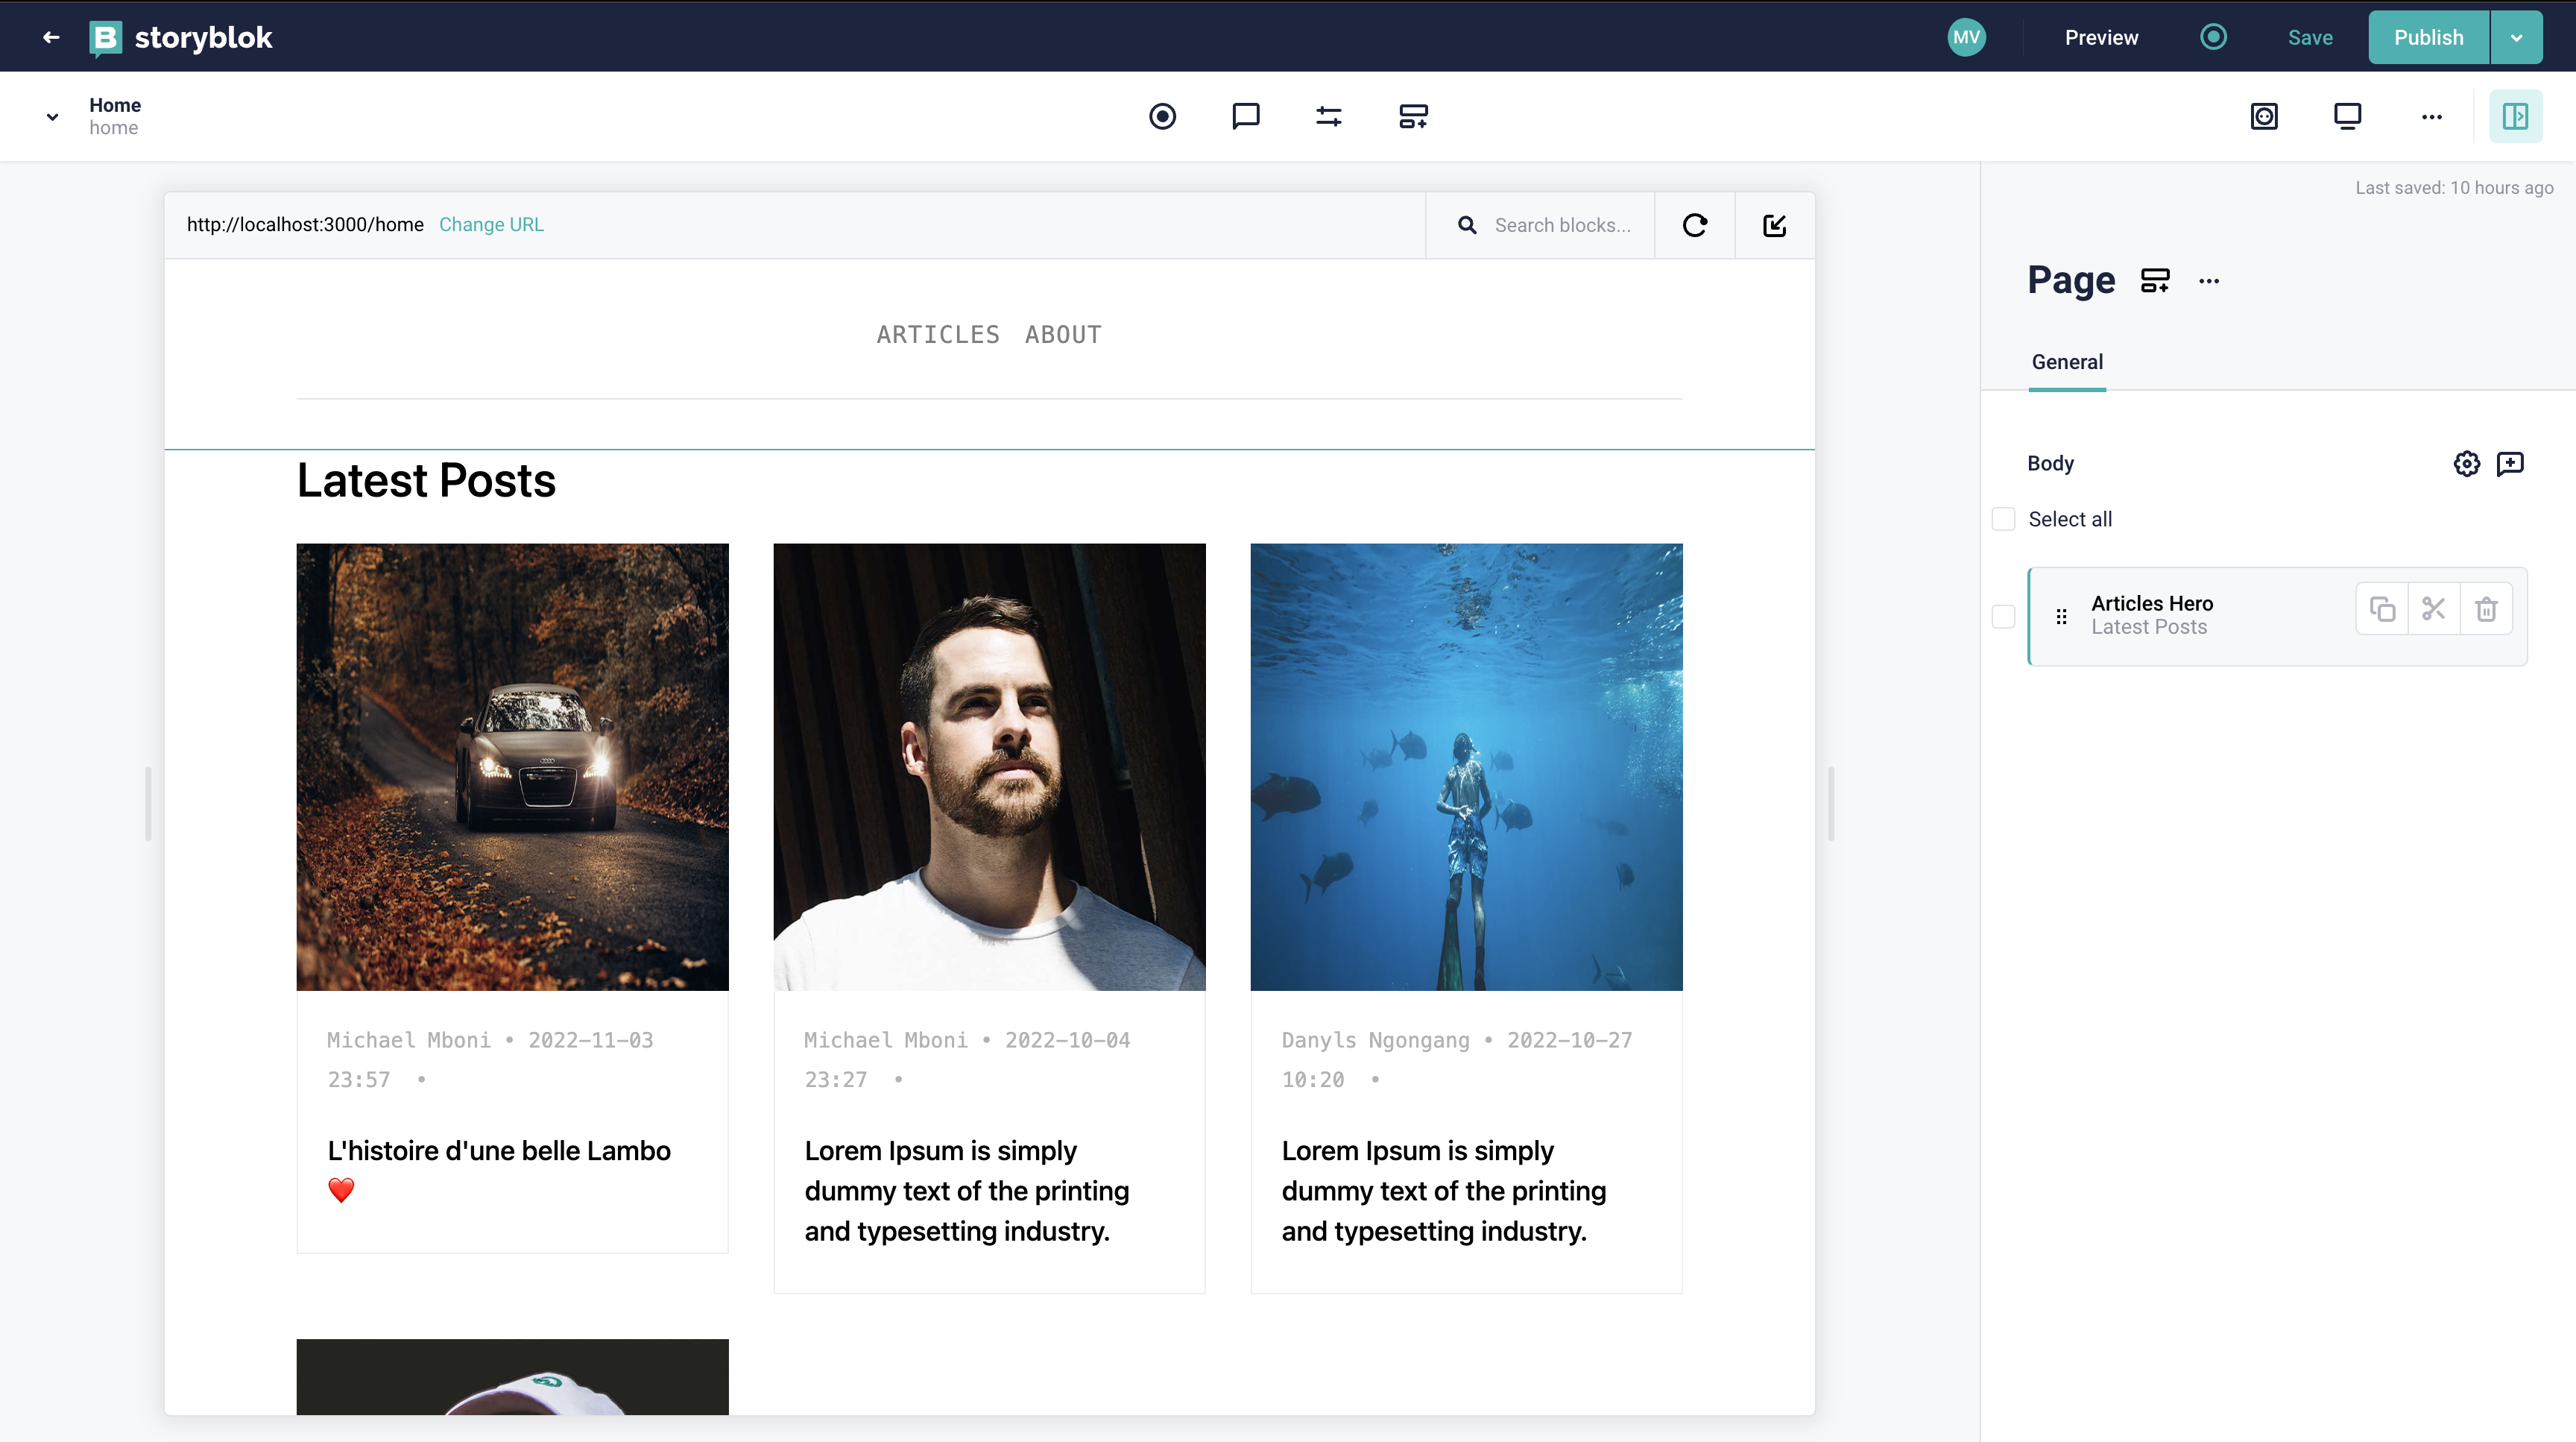 storyblok
MV
Preview
Save
Publish
Home
home
Last saved: 10 hours ago
http://localhost:3000/home Change URL
Search blocks...
ARTICLES ABOUT
Latest Posts
Michael Mboni • 2022-11-03
23:57 •
L'histoire d'une belle Lambo
❤️
Michael Mboni • 2022-10-04
23:27 •
Lorem Ipsum is simply
dummy text of the printing
and typesetting industry.
Danyls Ngongang • 2022-10-27
10:20 •
Lorem Ipsum is simply
dummy text of the printing
and typesetting industry.
Page
General
Body
Select all
Articles Hero
Latest Posts